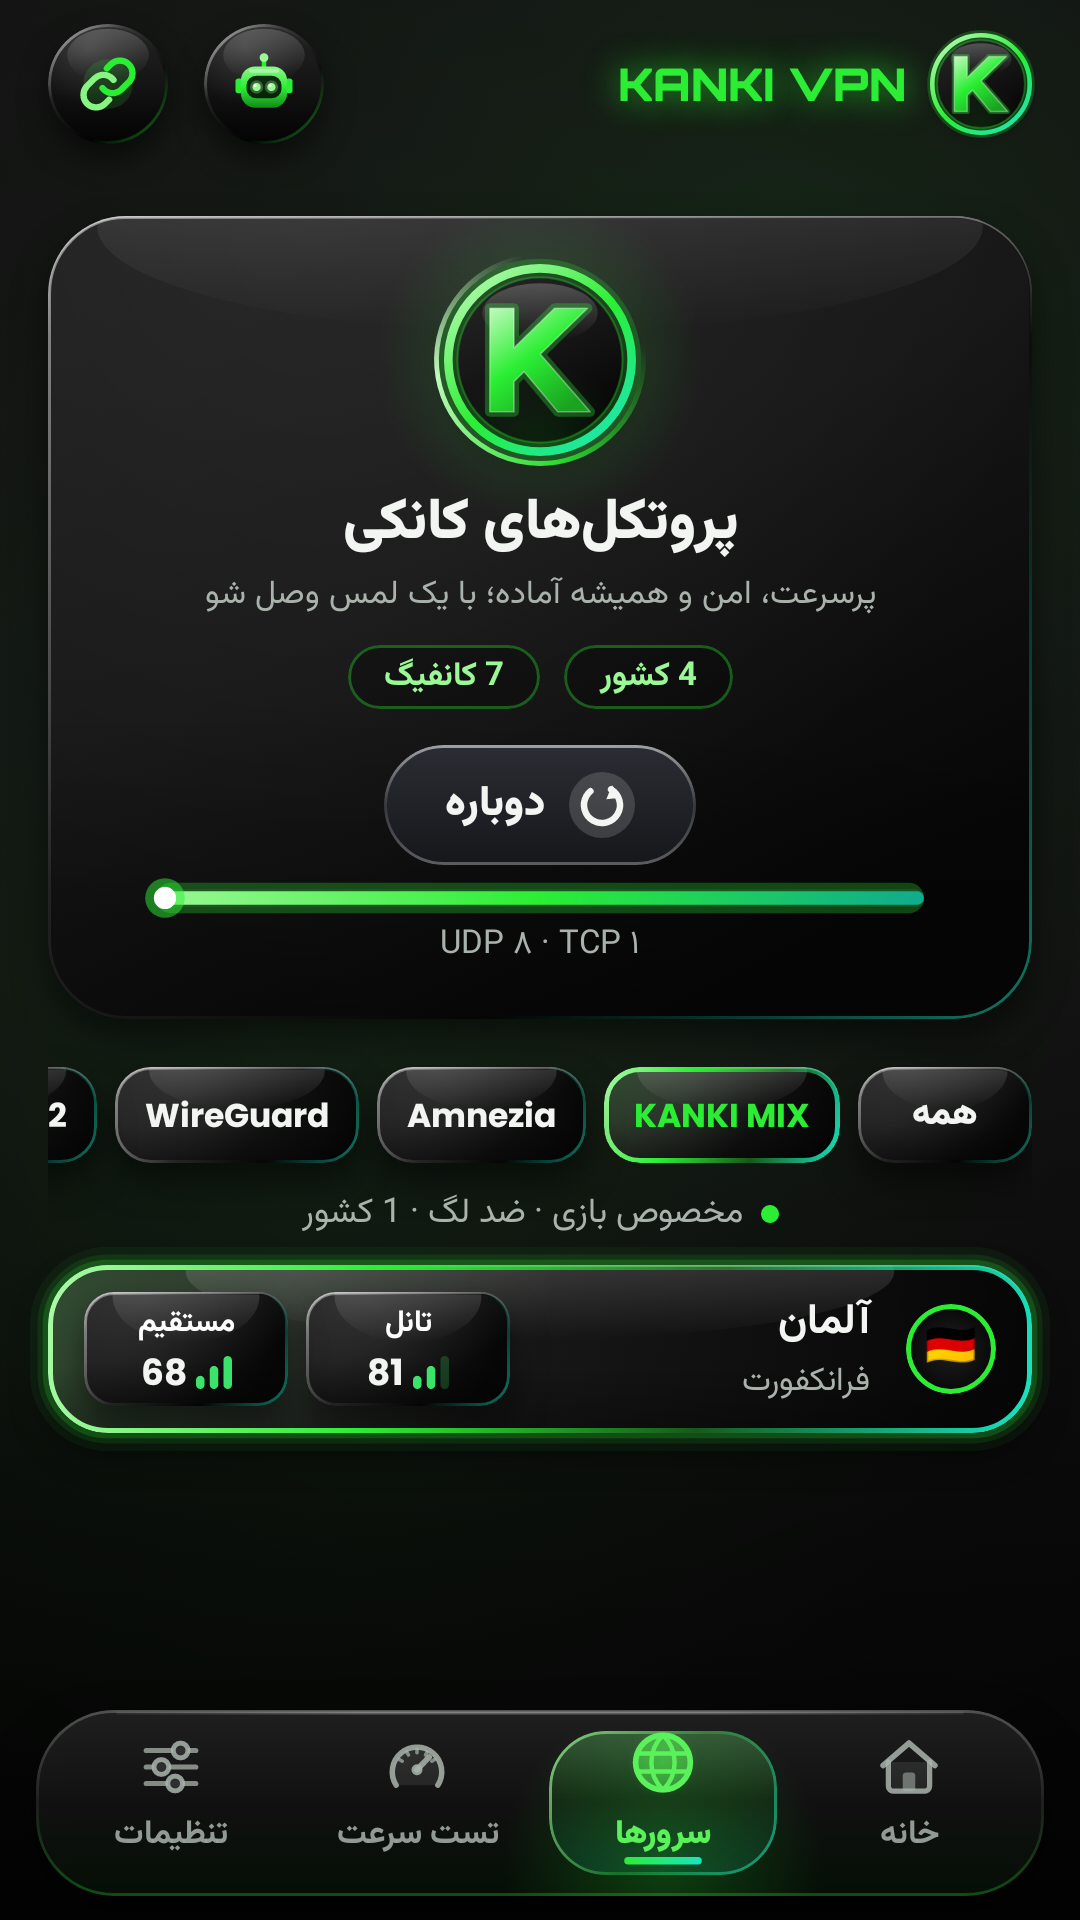 KANKI VPN
K
K
پروتکل‌های کانکی
پرسرعت، امن و همیشه آماده؛ با یک لمس وصل شو
4 کشور
7 کانفیگ
دوباره
UDP ۸ · TCP ۱
همه
KANKI MIX
Amnezia
WireGuard
2
مخصوص بازی · ضد لگ · 1 کشور
آلمان
فرانکفورت
تانل
81
مستقیم
68
خانه
سرورها
تست سرعت
تنظیمات